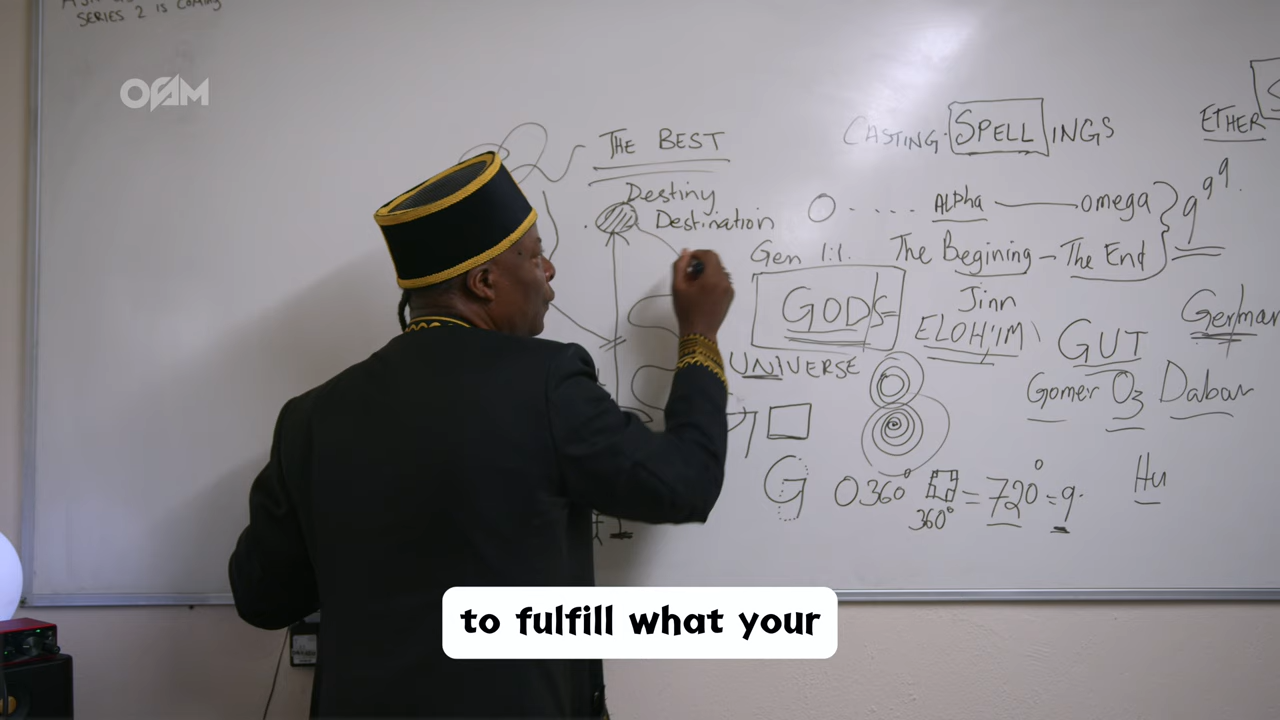 SERIES 2 IS COMING
OFAM
THE BEST
CASTING SPELLINGS
ETHER
Destiny
Destination
O ..... Alpha — omega
9 9 9.
Gen 1:1. The Begining – The End
GODS=
Jinn
ELOH'IM
GUT
German
UNIVERSE
Gomer Oz Dabar
G O360° 360° = 720° = 9.
Hu
to fulfill what your